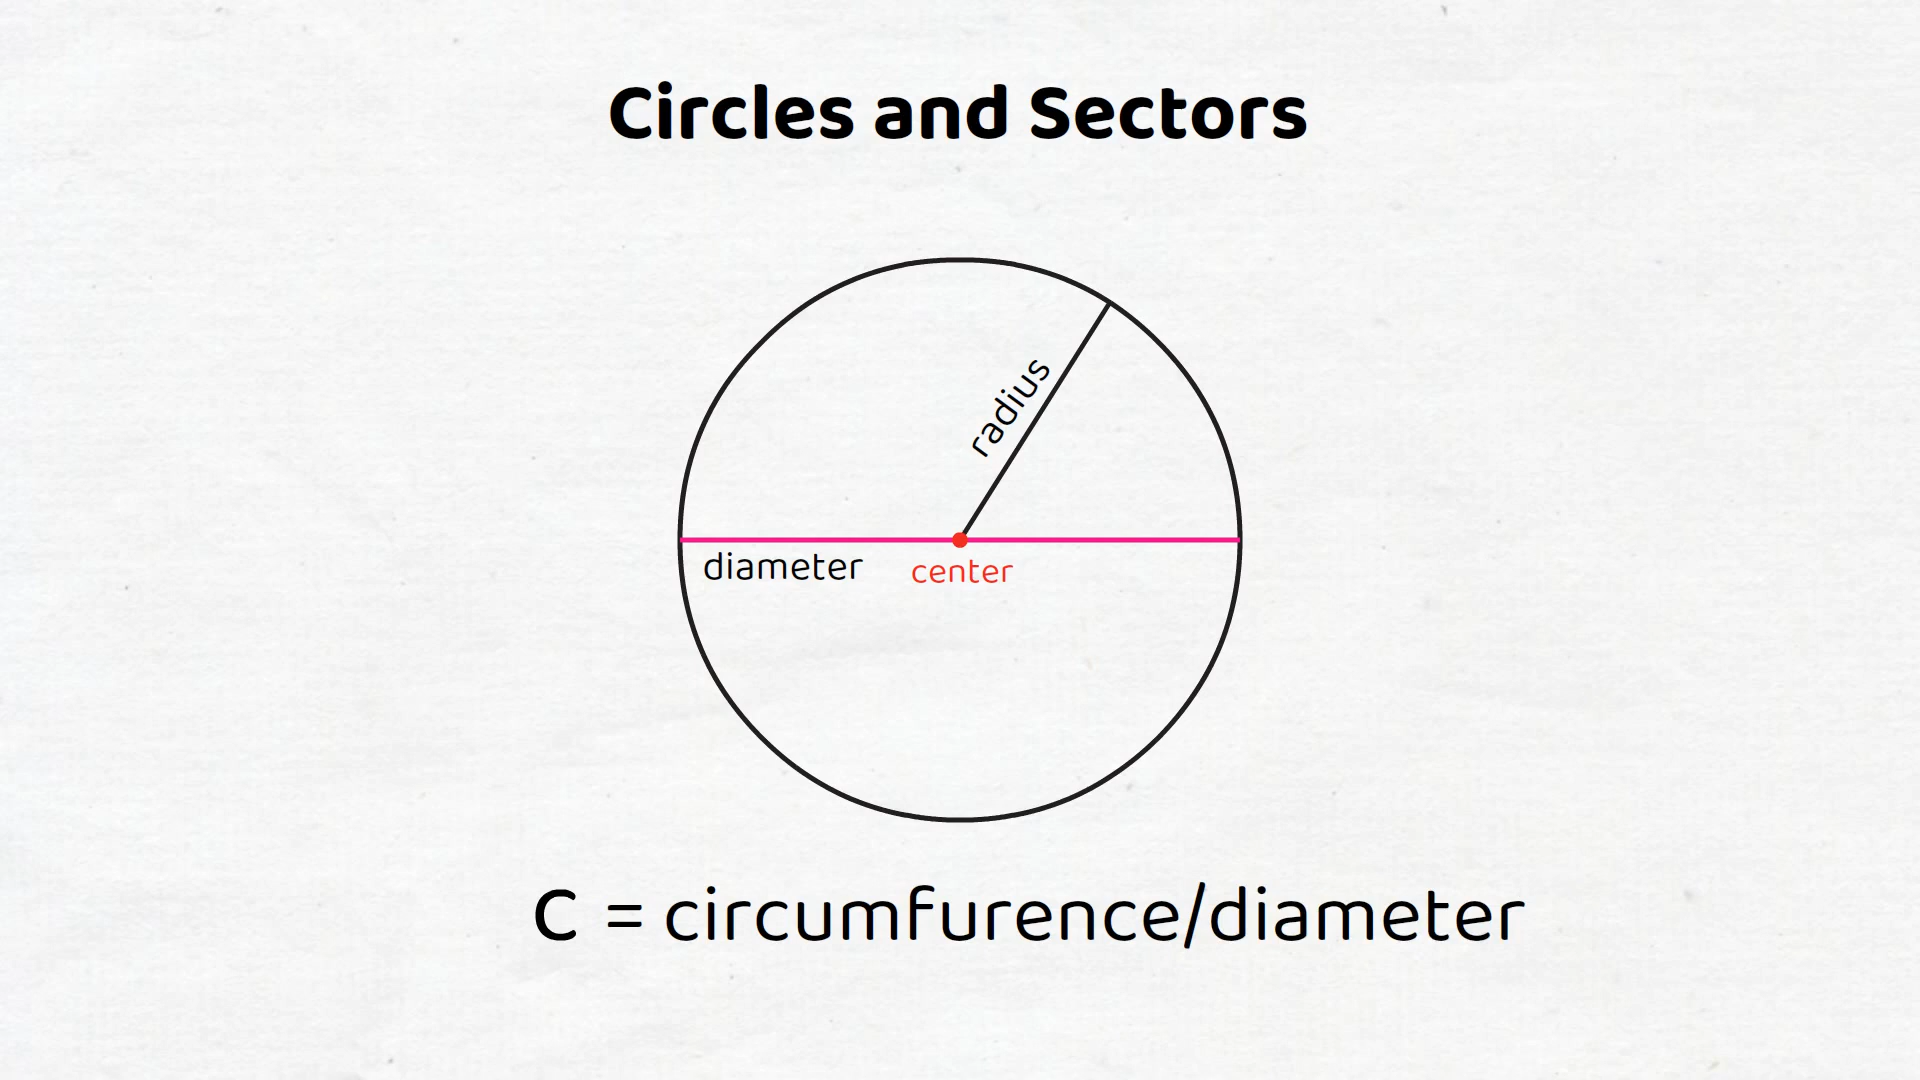 Circles and Sectors
radius
diameter
center
C = circumfurence/diameter